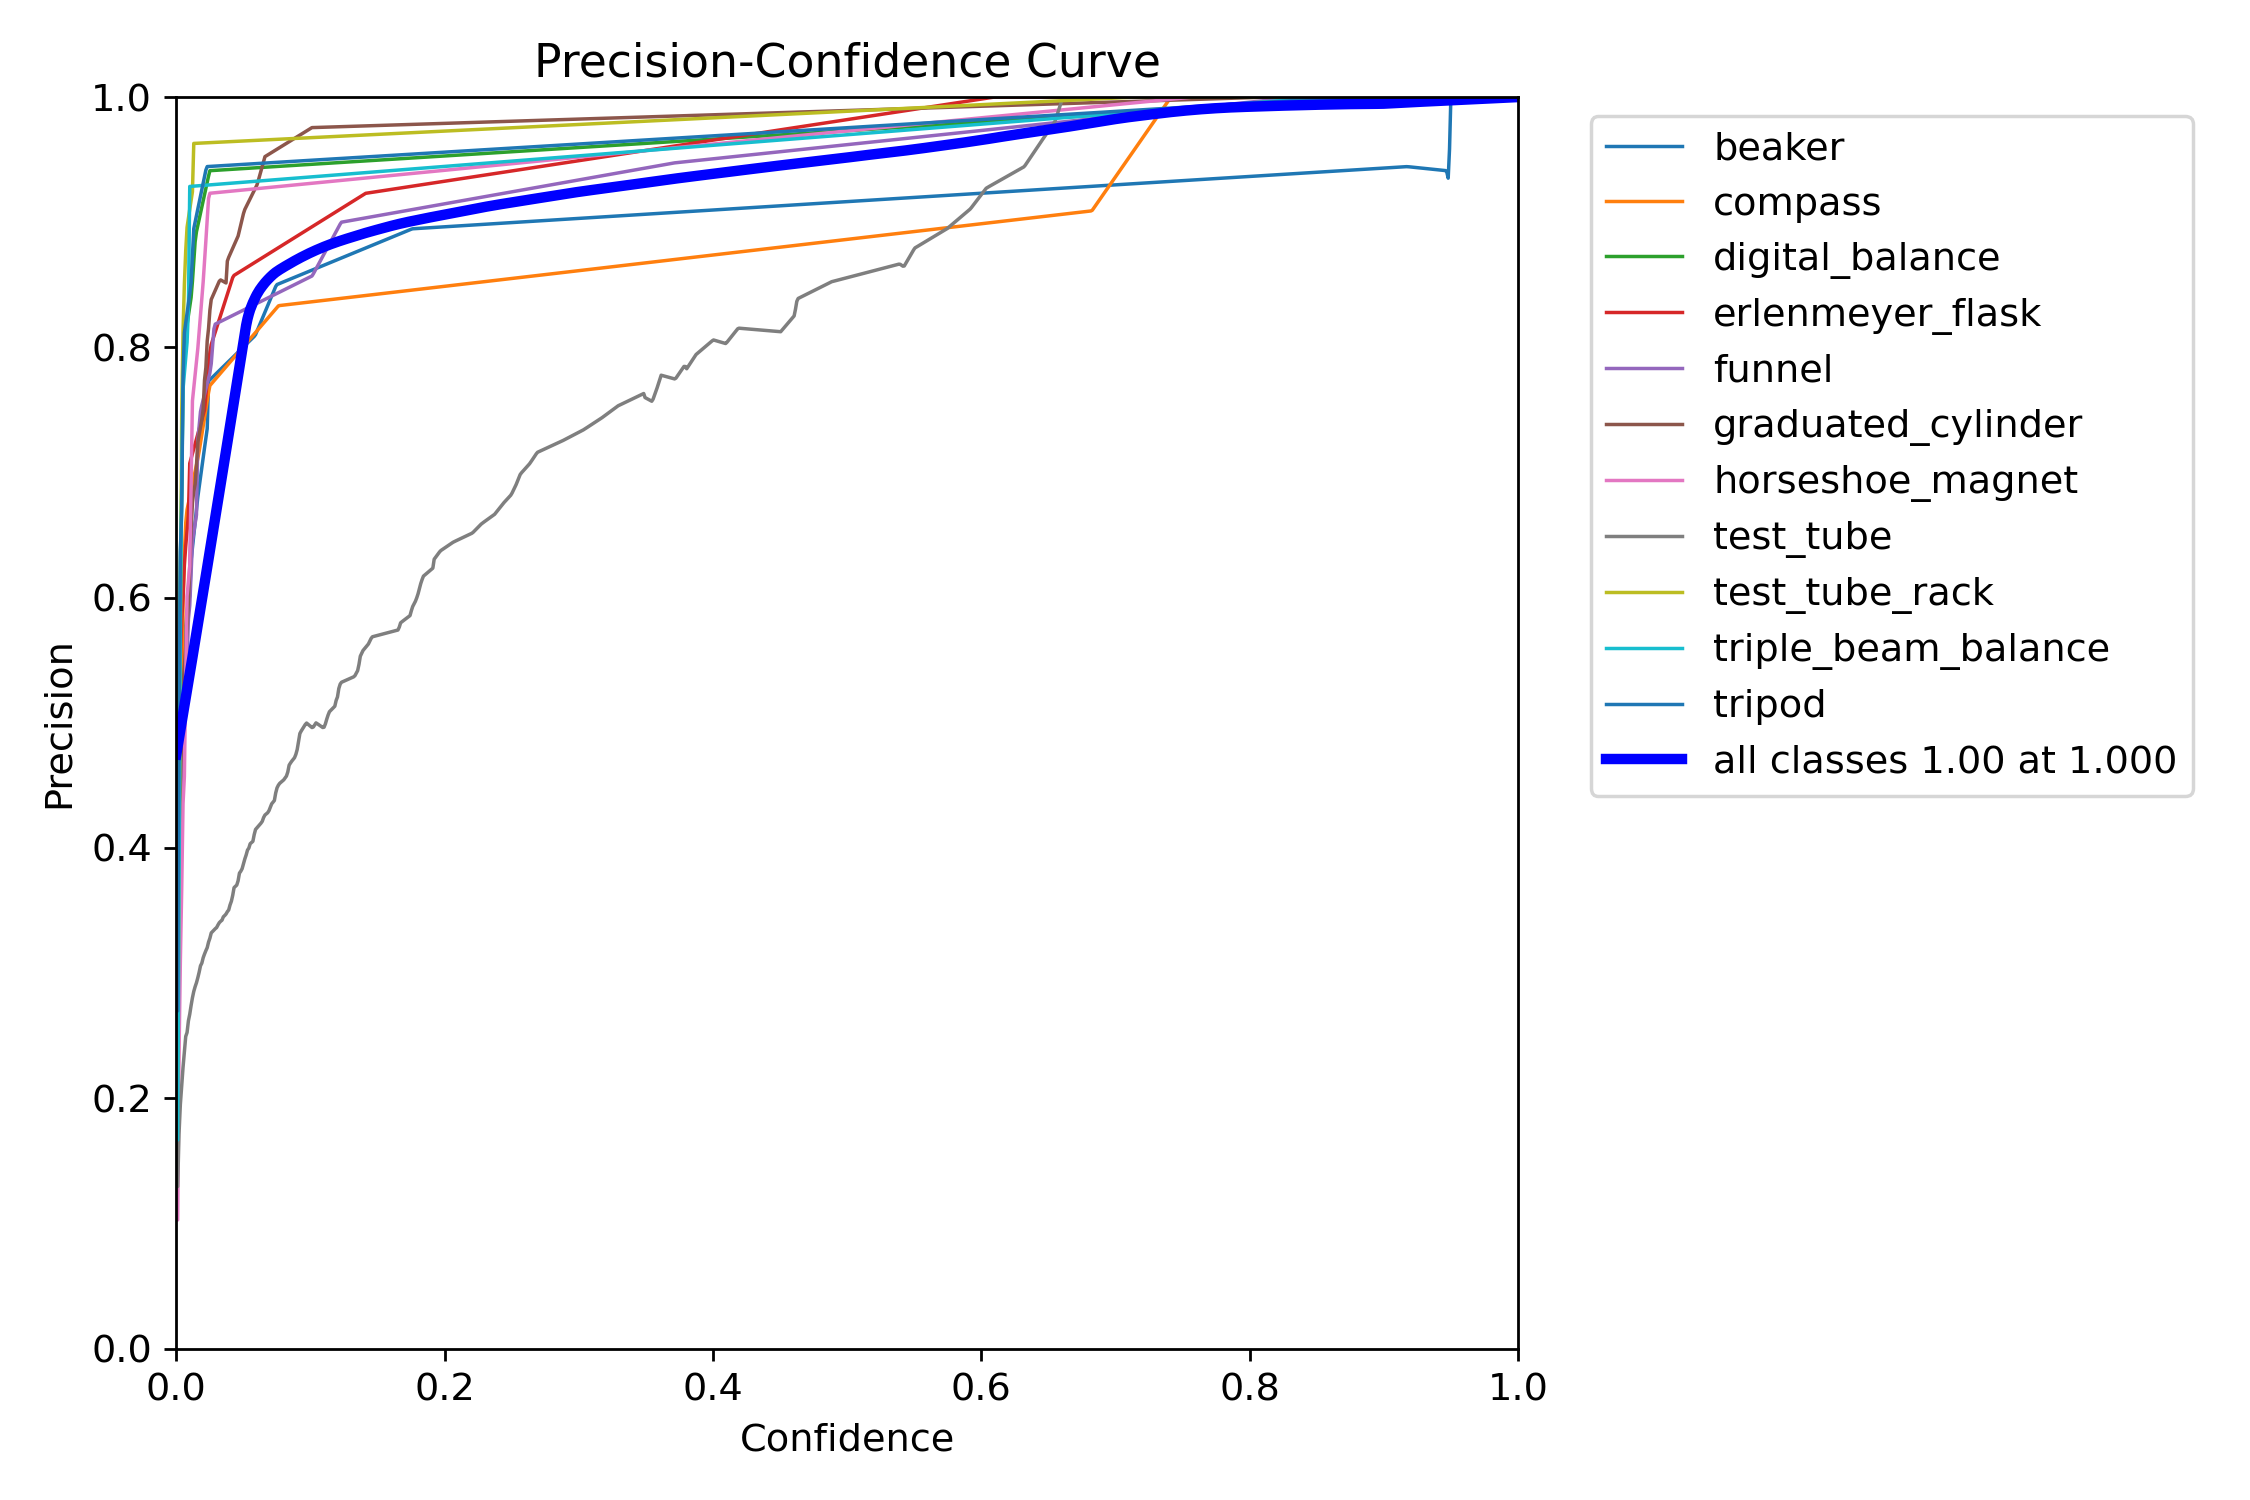 Precision-Confidence Curve
1.0
0.8
0.6
0.4
0.2
0.0
Precision
0.0 0.2 0.4 0.6 0.8 1.0
Confidence
beaker
compass
digital_balance
erlenmeyer_flask
funnel
graduated_cylinder
horseshoe_magnet
test_tube
test_tube_rack
triple_beam_balance
tripod
all classes 1.00 at 1.000